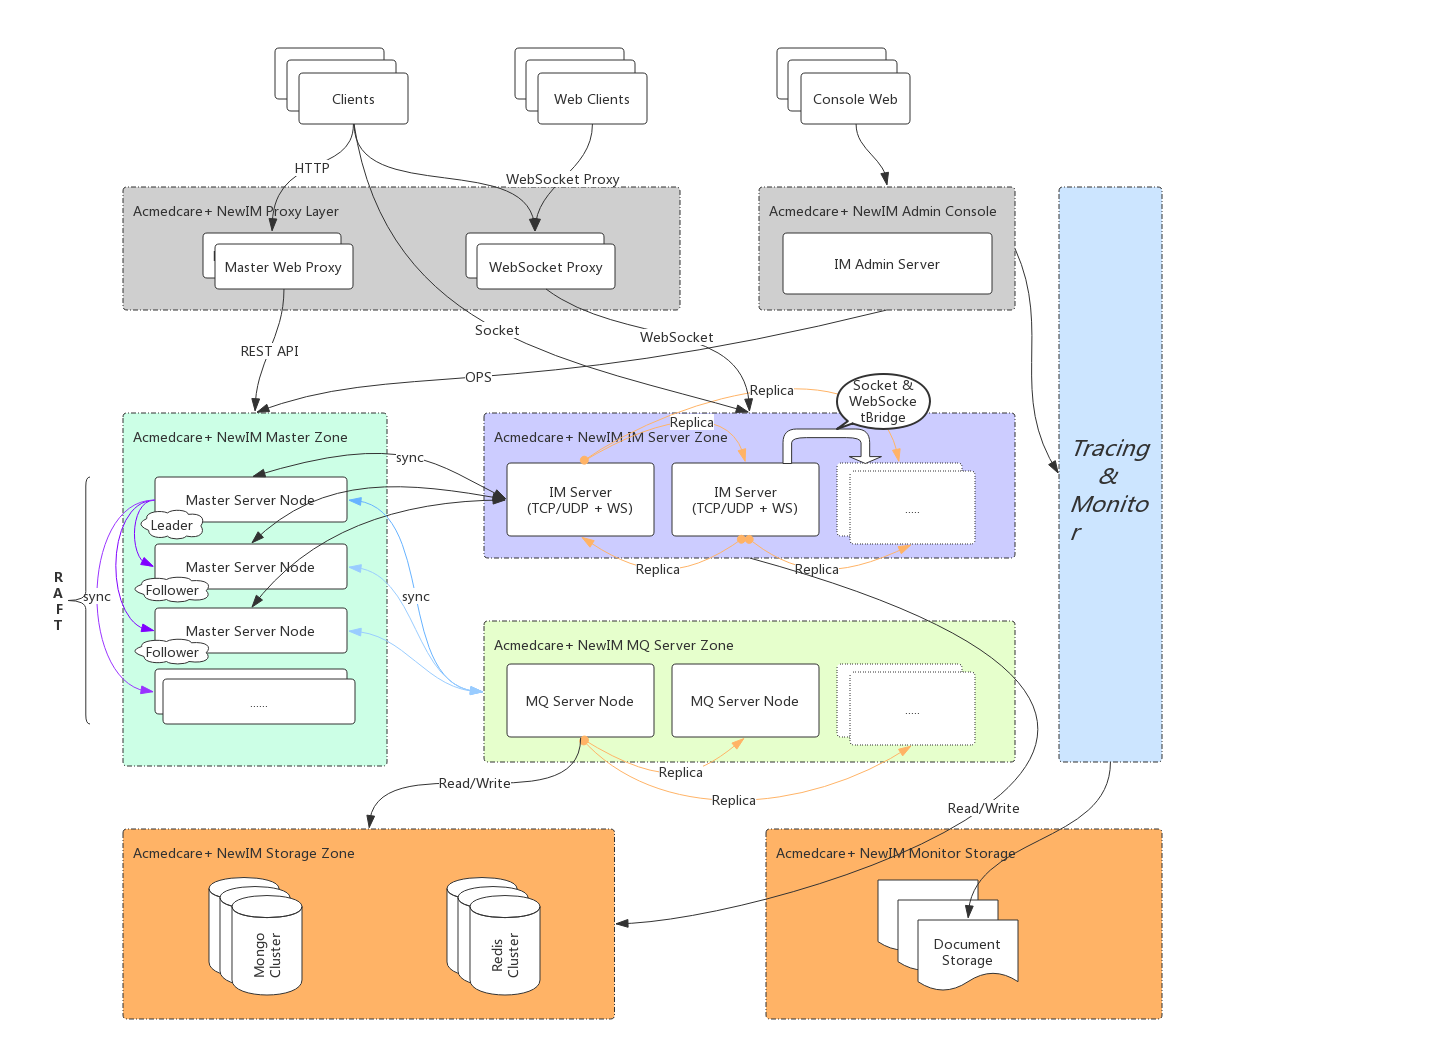 Clients
Web Clients
Console Web
HTTP
WebSocket Proxy
Acmedcare+ NewIM Proxy Layer
Acmedcare+ NewIM Admin Console
Master Web Proxy
WebSocket Proxy
IM Admin Server
Socket
WebSocket
REST API
OPS
Replica
Socket &
WebSocke
tBridge
Replica
Acmedcare+ NewIM Master Zone
Acmedcare+ NewIM IM Server Zone
Tracing
&
Monito
r
sync
Master Server Node
Leader
IM Server
(TCP/UDP + WS)
IM Server
(TCP/UDP + WS)
.....
Master Server Node
Follower
Replica
Replica
R
A
F
T
sync
sync
Master Server Node
Follower
......
Acmedcare+ NewIM MQ Server Zone
MQ Server Node
MQ Server Node
.....
Replica
Read/Write
Replica
Read/Write
Acmedcare+ NewIM Storage Zone
Acmedcare+ NewIM Monitor Storage
Mongo
Cluster
Redis
Cluster
Document
Storage